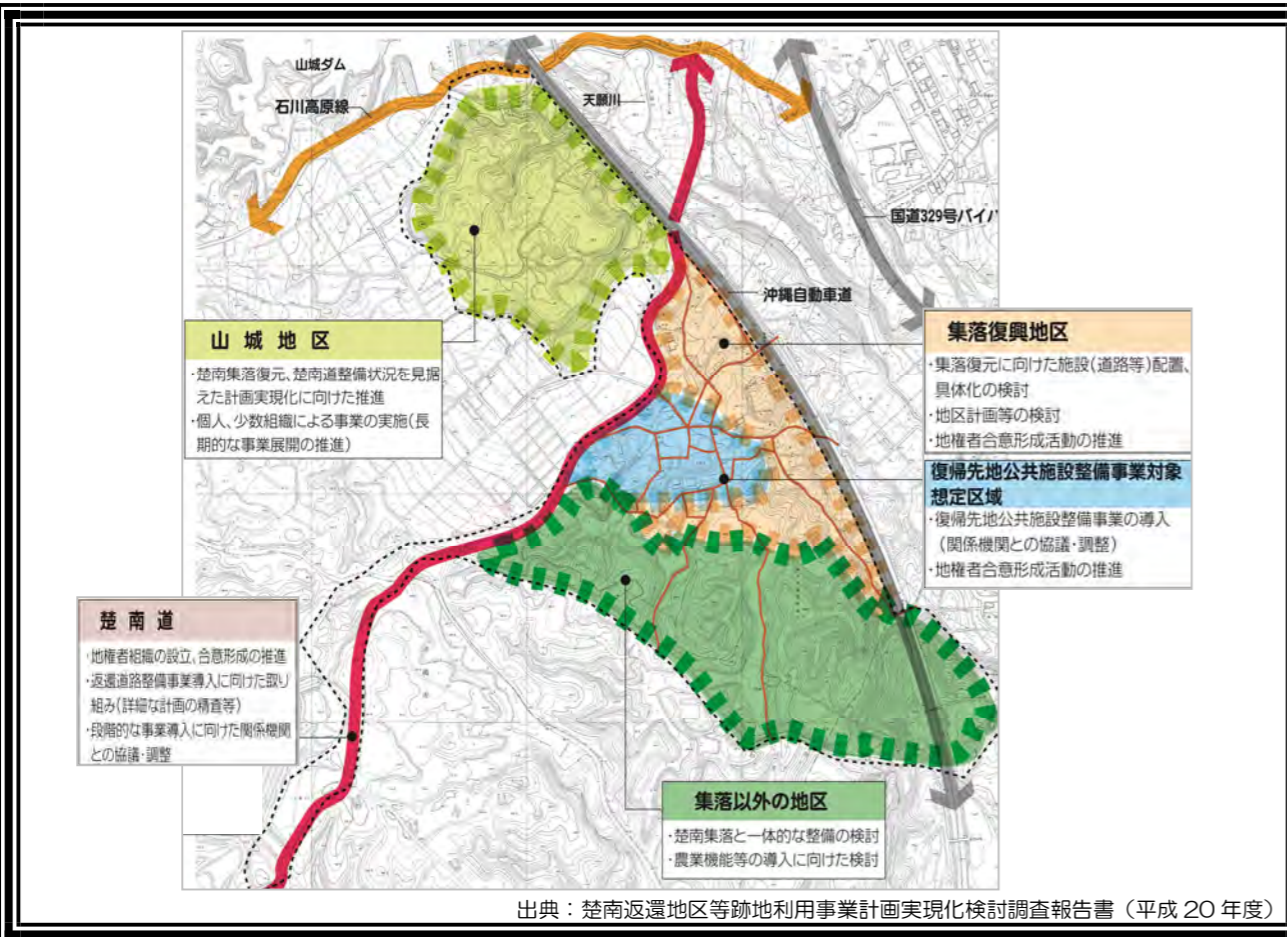 山城ダム
石川高原線
天願川
国道329号バイパ
沖縄自動車道
山城地区
・楚南集落復元、楚南道整備状況を見据
えた計画実現化に向けた推進
・個人、少数組織による事業の実施(長
期的な事業展開の推進)
集落復興地区
・集落復元に向けた施設(道路等)配置、
具体化の検討
・地区計画等の検討
・地権者合意形成活動の推進
復帰先地公共施設整備事業対象
想定区域
・復帰先地公共施設整備事業の導入
(関係機関との協議・調整)
・地権者合意形成活動の推進
楚南道
・地権者組織の設立、合意形成の推進
・返還道路整備事業導入に向けた取り
組み(詳細な計画の精査等)
・段階的な事業導入に向けた関係機関
との協議・調整
集落以外の地区
・楚南集落と一体的な整備の検討
・農業機能等の導入に向けた検討
出典：楚南返還地区等跡地利用事業計画実現化検討調査報告書（平成 20 年度）